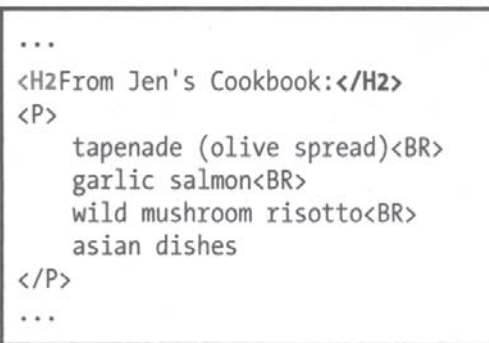 ...
<H2From Jen's Cookbook:</H2>
<P>
    tapenade (olive spread)<BR>
    garlic salmon<BR>
    wild mushroom risotto<BR>
    asian dishes
</P>
...